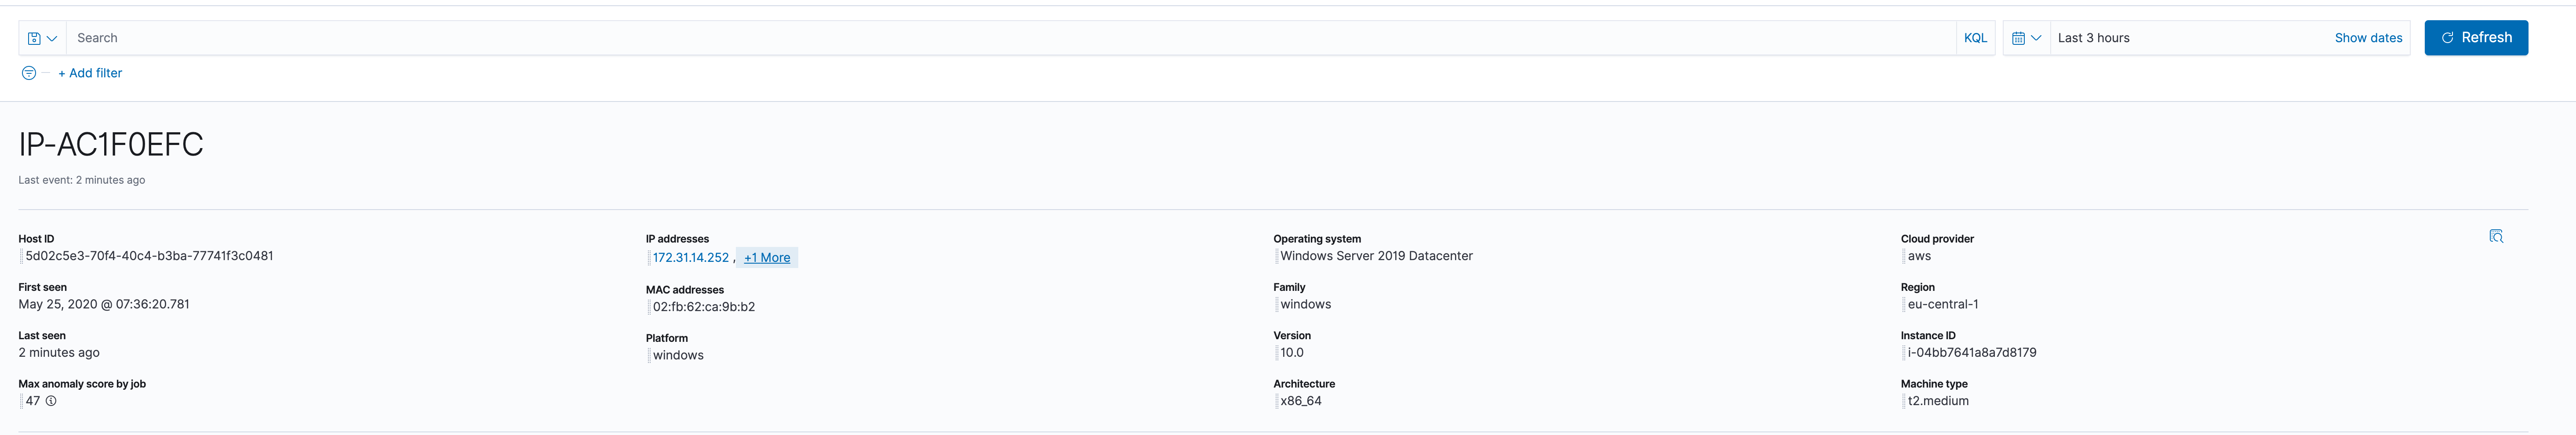 Search KQL Last 3 hours Show dates Refresh
+ Add filter
IP-AC1F0EFC
Last event: 2 minutes ago
Host ID
5d02c5e3-70f4-40c4-b3ba-77741f3c0481
First seen
May 25, 2020 @ 07:36:20.781
Last seen
2 minutes ago
Max anomaly score by job
47
IP addresses
172.31.14.252 , +1 More
MAC addresses
02:fb:62:ca:9b:b2
Platform
windows
Operating system
Windows Server 2019 Datacenter
Family
windows
Version
10.0
Architecture
x86_64
Cloud provider
aws
Region
eu-central-1
Instance ID
i-04bb7641a8a7d8179
Machine type
t2.medium